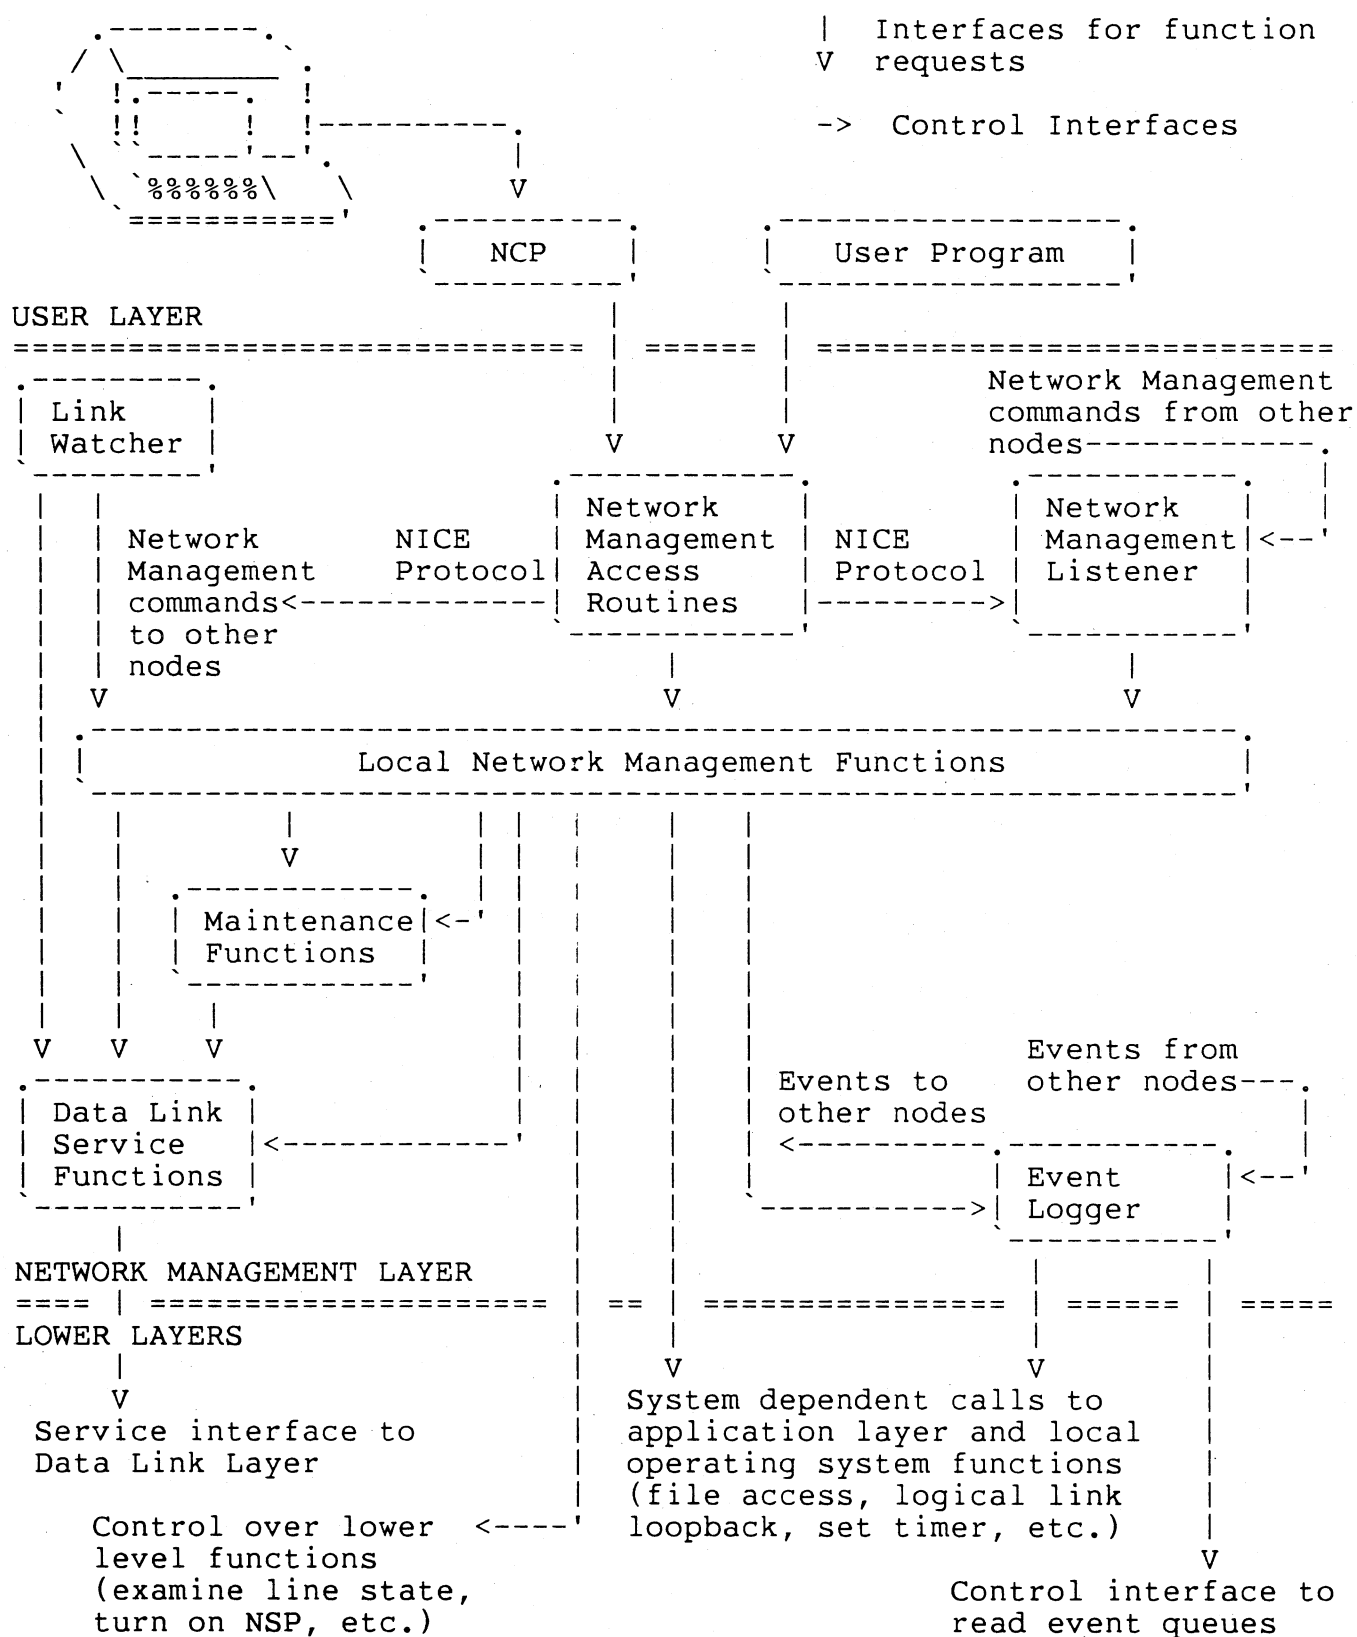 | Interfaces for function
V requests
-> Control Interfaces
V
NCP
User Program
USER LAYER
Link
Watcher
Network Management
commands from other
nodes
V V
Network
Management
Access
Routines
Network
Management
Listener
Network
Management
commands
to other
nodes
NICE
Protocol
NICE
Protocol
V V V
Local Network Management Functions
V
Maintenance
Functions
V V V
Events from
other nodes
Events to
other nodes
Data Link
Service
Functions
Event
Logger
NETWORK MANAGEMENT LAYER
LOWER LAYERS
V V V
Service interface to
Data Link Layer
System dependent calls to
application layer and local
operating system functions
(file access, logical link
loopback, set timer, etc.)
Control over lower
level functions
(examine line state,
turn on NSP, etc.)
V
Control interface to
read event queues